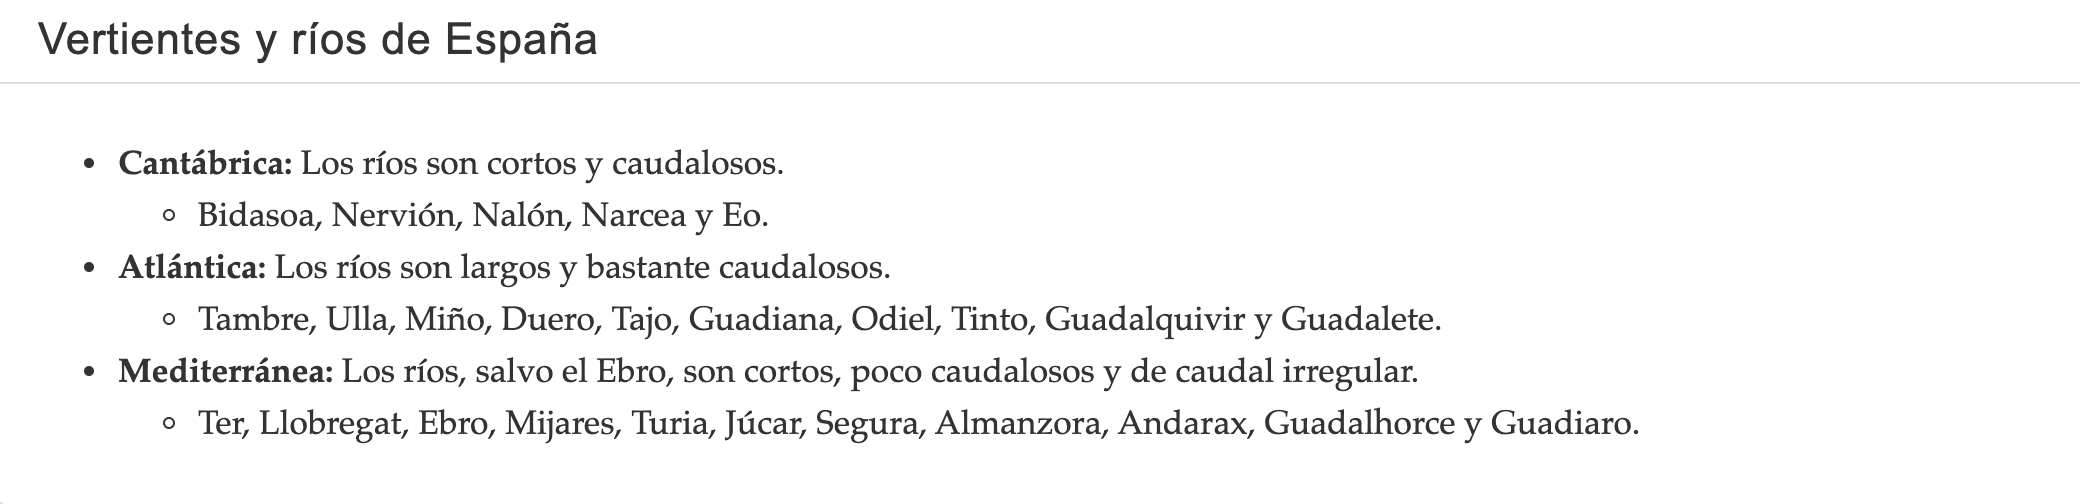 Vertientes y ríos de España
• Cantábrica: Los ríos son cortos y caudalosos.
◦ Bidasoa, Nervión, Nalón, Narcea y Eo.
• Atlántica: Los ríos son largos y bastante caudalosos.
◦ Tambre, Ulla, Miño, Duero, Tajo, Guadiana, Odiel, Tinto, Guadalquivir y Guadalete.
• Mediterránea: Los ríos, salvo el Ebro, son cortos, poco caudalosos y de caudal irregular.
◦ Ter, Llobregat, Ebro, Mijares, Turia, Júcar, Segura, Almanzora, Andarax, Guadalhorce y Guadiaro.